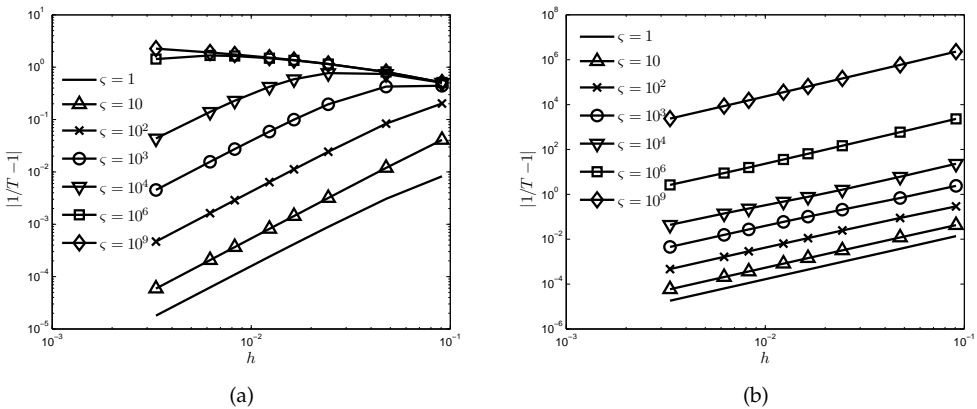 10^2
10^1
10^0
10^-1
10^-2
10^-3
10^-4
10^-5
|1/T − 1|
ς = 1
ς = 10
ς = 10^2
ς = 10^3
ς = 10^4
ς = 10^6
ς = 10^9
10^-3
10^-2
10^-1
h
(a)
10^8
10^6
10^4
10^2
10^0
10^-2
10^-4
10^-6
|1/T − 1|
ς = 1
ς = 10
ς = 10^2
ς = 10^3
ς = 10^4
ς = 10^6
ς = 10^9
10^-3
10^-2
10^-1
h
(b)